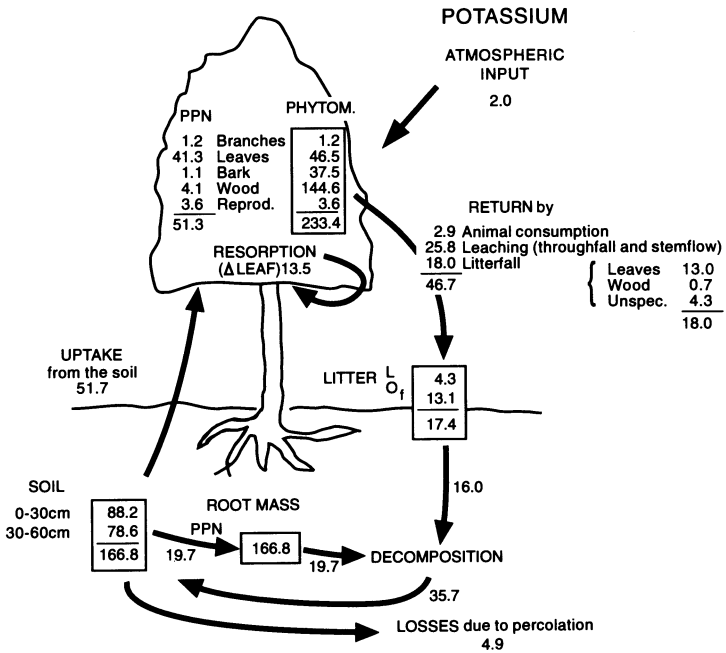 POTASSIUM
ATMOSPHERIC
INPUT
2.0
PPN PHYTOM.
1.2 Branches 1.2
41.3 Leaves 46.5
1.1 Bark 37.5
4.1 Wood 144.6
3.6 Reprod. 3.6
51.3 233.4
RESORPTION
(Δ LEAF) 13.5
RETURN by
2.9 Animal consumption
25.8 Leaching (throughfall and stemflow)
18.0 Litterfall
46.7
Leaves 13.0
Wood 0.7
Unspec. 4.3
18.0
UPTAKE
from the soil
51.7
LITTER L 4.3
Of 13.1
17.4
16.0
SOIL
0-30cm 88.2
30-60cm 78.6
166.8
ROOT MASS
PPN
19.7
166.8
19.7
DECOMPOSITION
35.7
LOSSES due to percolation
4.9